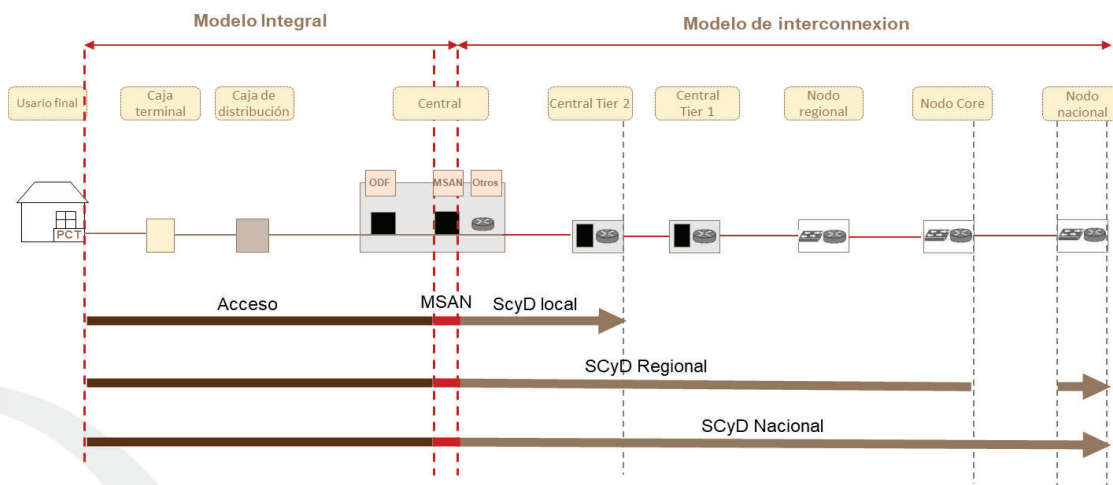 Modelo Integral
Modelo de interconnexion
Usario final
Caja
terminal
Caja de
distribución
Central
Central Tier 2
Central
Tier 1
Nodo
regional
Nodo Core
Nodo
nacional
ODF
MSAN
Otros
PCT
Acceso
MSAN
ScyD local
SCyD Regional
SCyD Nacional